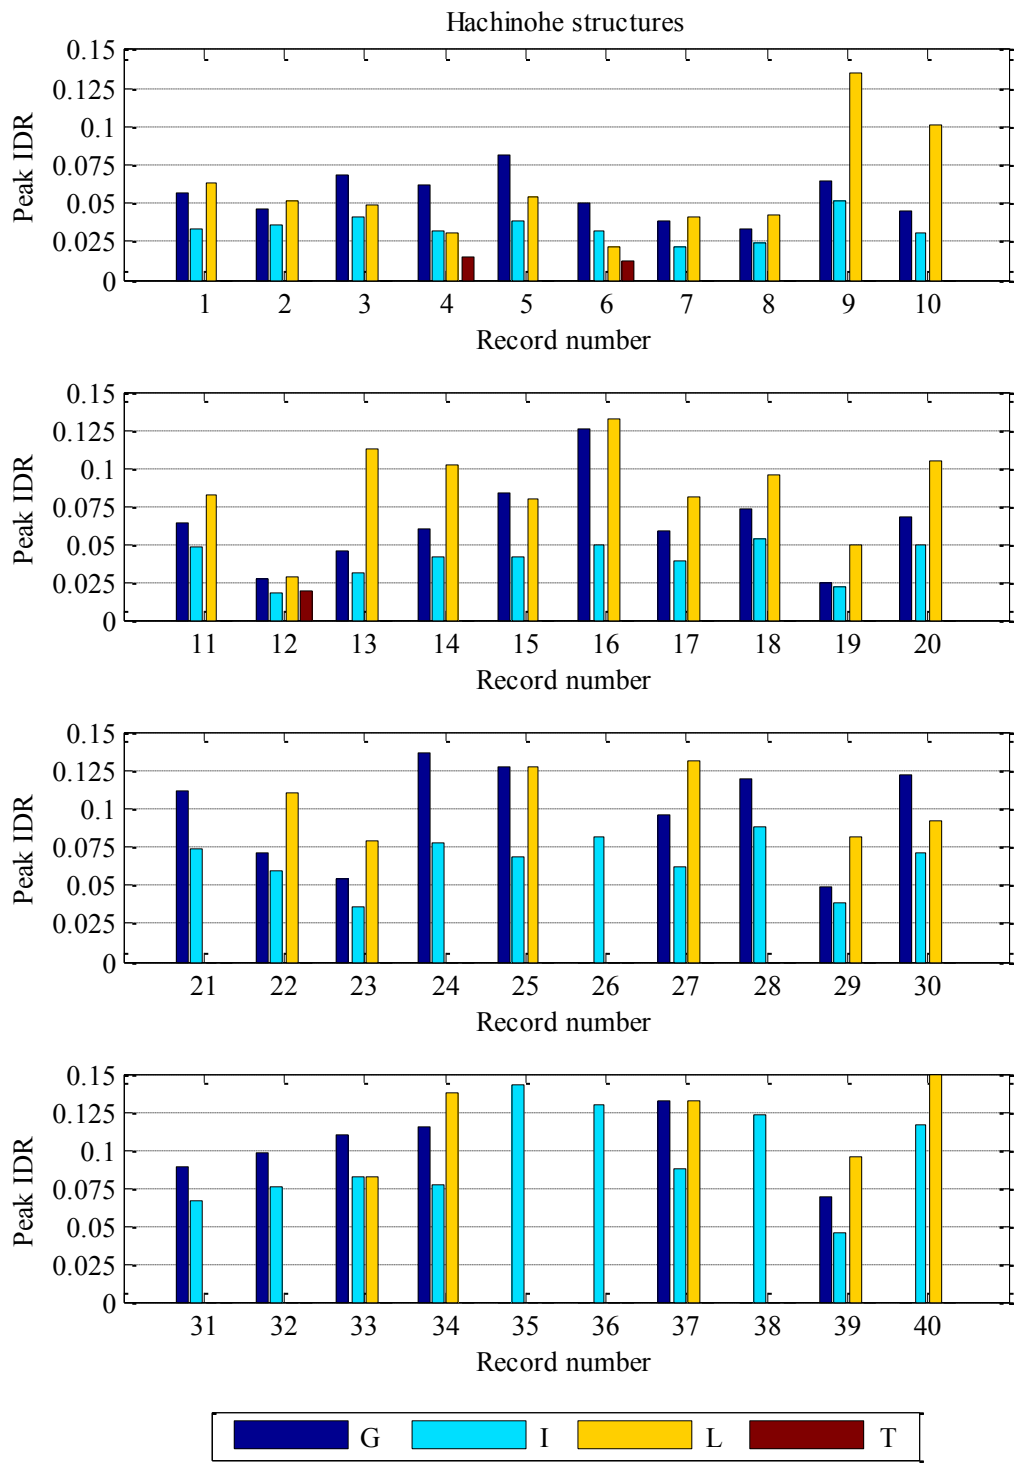 Hachinohe structures
0.15
0.125
0.1
0.075
0.05
0.025
0
Peak IDR
1 2 3 4 5 6 7 8 9 10
Record number
0.15
0.125
0.1
0.075
0.05
0.025
0
Peak IDR
11 12 13 14 15 16 17 18 19 20
Record number
0.15
0.125
0.1
0.075
0.05
0.025
0
Peak IDR
21 22 23 24 25 26 27 28 29 30
Record number
0.15
0.125
0.1
0.075
0.05
0.025
0
Peak IDR
31 32 33 34 35 36 37 38 39 40
Record number
G I L T